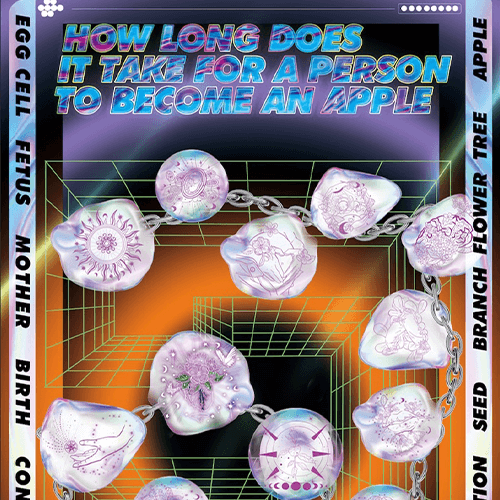 HOW LONG DOES
IT TAKE FOR A PERSON
TO BECOME AN APPLE
EGG CELL FETUS MOTHER BIRTH
APPLE TREE FLOWER BRANCH SEED